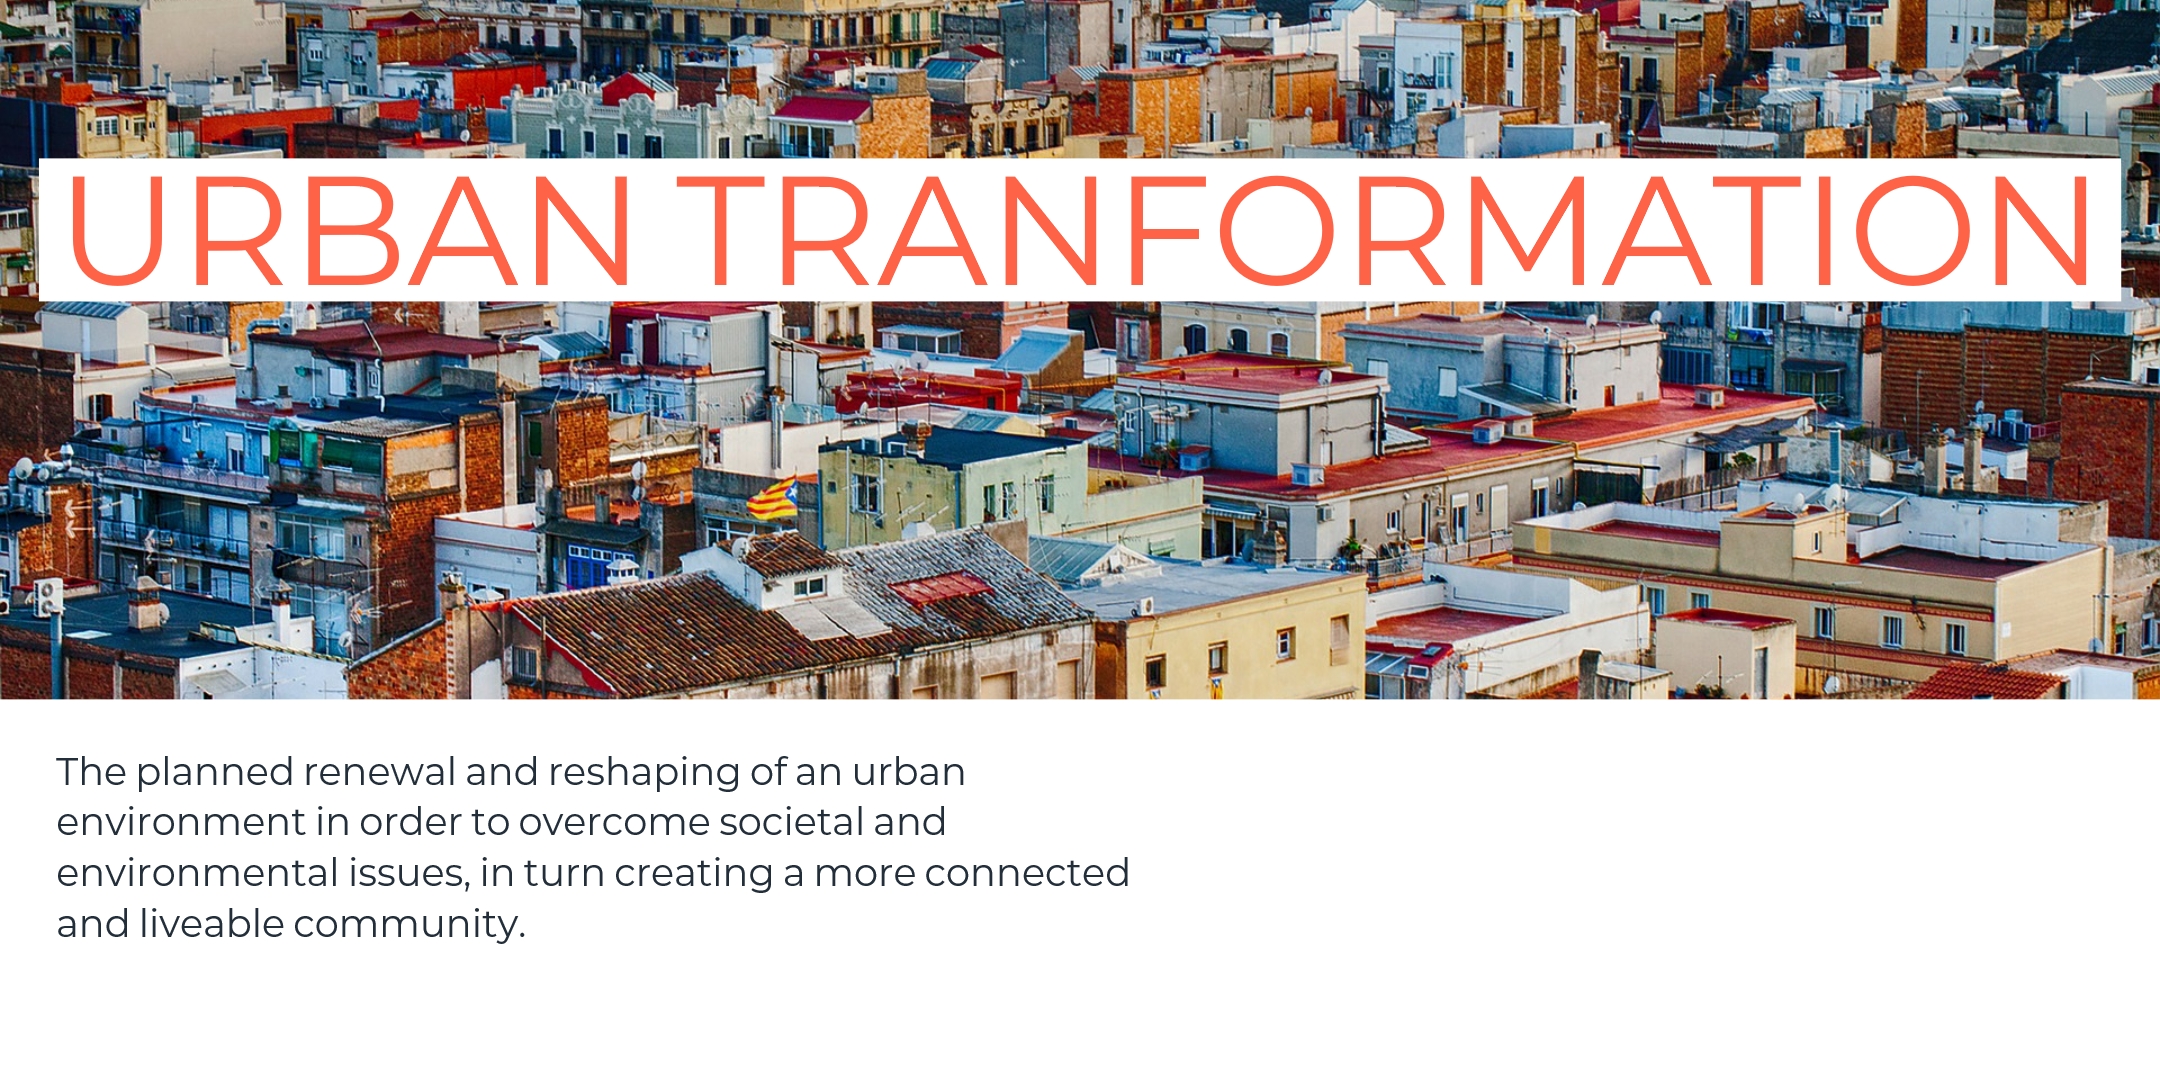 URBAN TRANFORMATION
The planned renewal and reshaping of an urban
environment in order to overcome societal and
environmental issues, in turn creating a more connected
and liveable community.